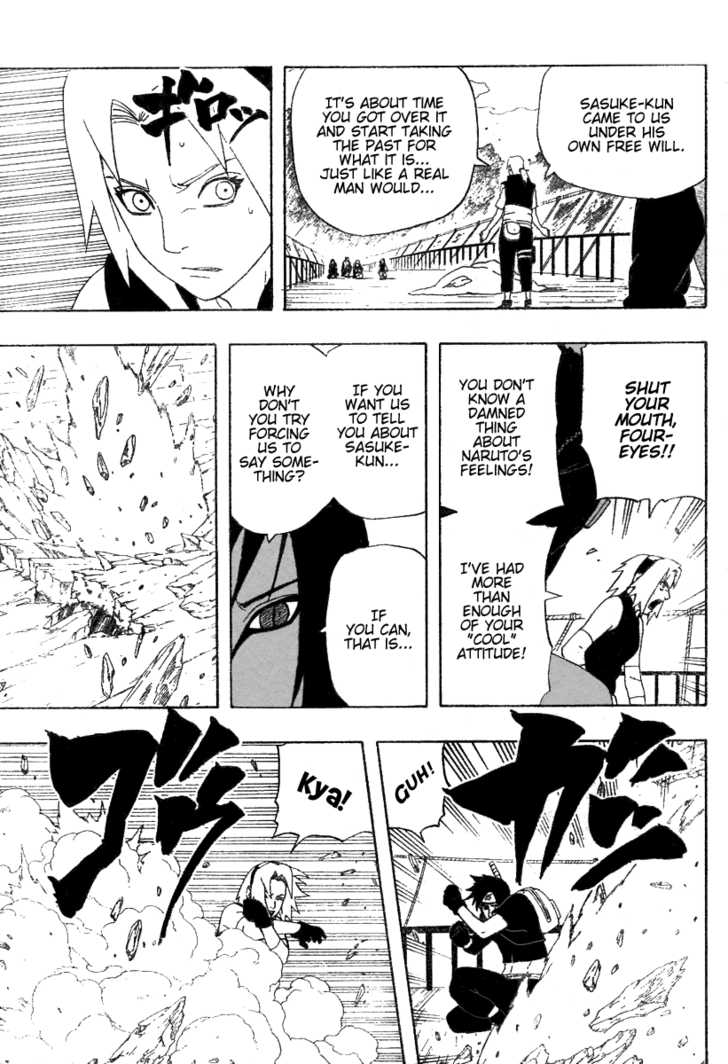 SASUKE-KUN
CAME TO US
UNDER HIS
OWN FREE WILL.
IT'S ABOUT TIME
YOU GOT OVER IT
AND START TAKING
THE PAST FOR
WHAT IT IS...
JUST LIKE A REAL
MAN WOULD...
ギロッ
SHUT
YOUR
MOUTH,
FOUR-
EYES!!
YOU DON'T
KNOW A
DAMNED
THING
ABOUT
NARUTO'S
FEELINGS!
I'VE HAD
MORE
THAN
ENOUGH
OF YOUR
"COOL"
ATTITUDE!
IF YOU
WANT US
TO TELL
YOU ABOUT
SASUKE-
KUN...
WHY
DON'T
YOU TRY
FORCING
US TO
SAY SOME-
THING?
IF
YOU CAN,
THAT IS...
GUH!
ガッ
Kya!